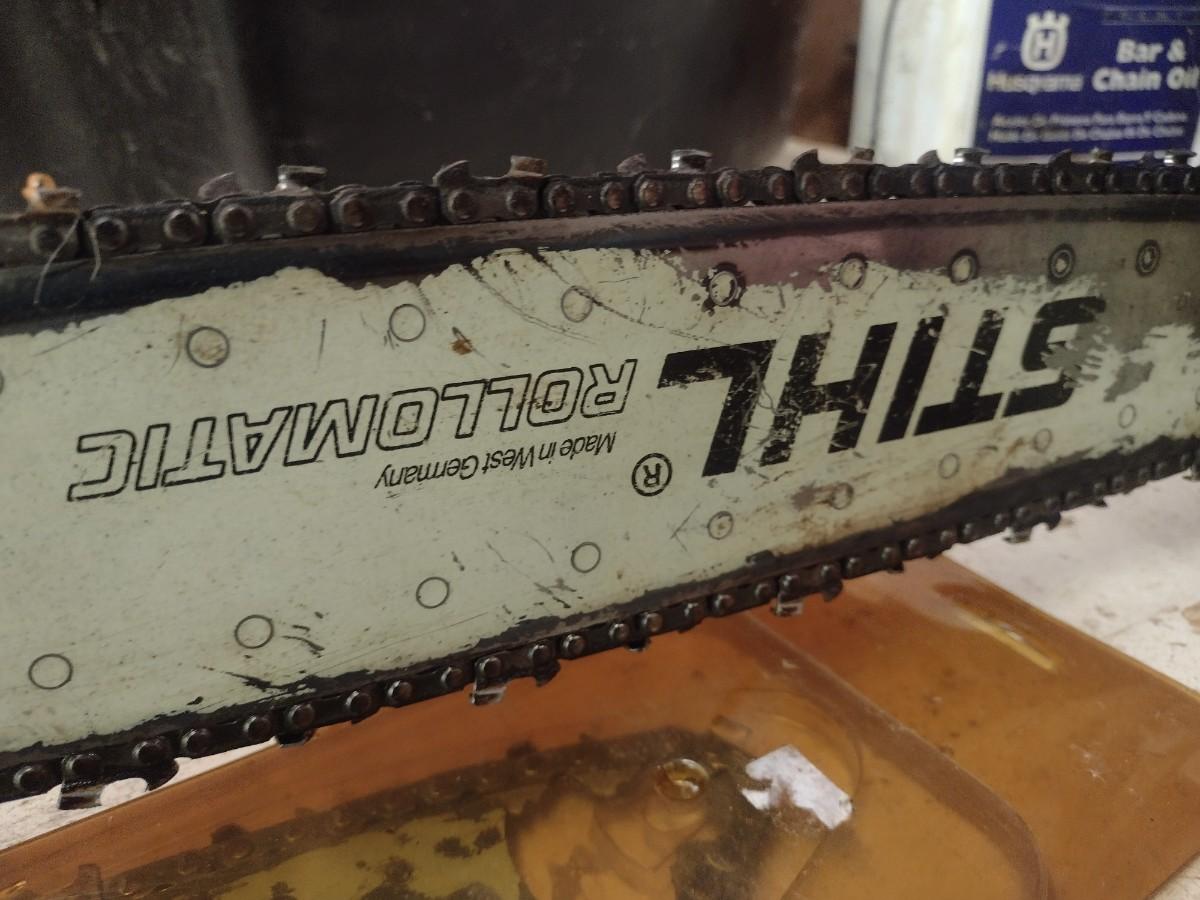 STIHL®
Made in West Germany
ROLLOMATIC
Husqvarna
Bar &
Chain Oil